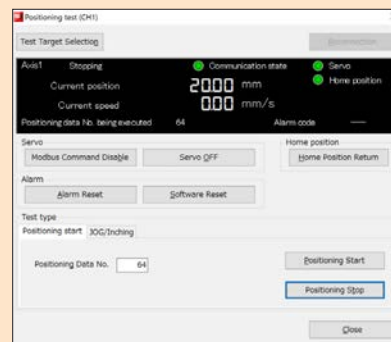 Positioning test (CH1)
Test Target Selection
Axis1 Stopping Communication state Servo
Current position 20.00 mm Home position
Current speed 0.00 mm/s
Positioning data No. being executed 64 Alarm code ----
Servo Home position
Modbus Command Disable Servo OFF Home Position Return
Alarm
Alarm Reset Software Reset
Test type
Positioning start JOG/Inching
Positioning Data No. 64 Positioning Start
Positioning Stop
Close